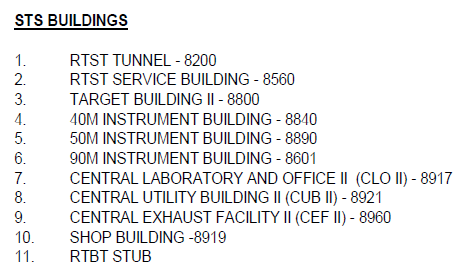 STS BUILDINGS
1. RTST TUNNEL - 8200
2. RTST SERVICE BUILDING - 8560
3. TARGET BUILDING II - 8800
4. 40M INSTRUMENT BUILDING - 8840
5. 50M INSTRUMENT BUILDING - 8890
6. 90M INSTRUMENT BUILDING - 8601
7. CENTRAL LABORATORY AND OFFICE II (CLO II) - 8917
8. CENTRAL UTILITY BUILDING II (CUB II) - 8921
9. CENTRAL EXHAUST FACILITY II (CEF II) - 8960
10. SHOP BUILDING -8919
11. RTBT STUB